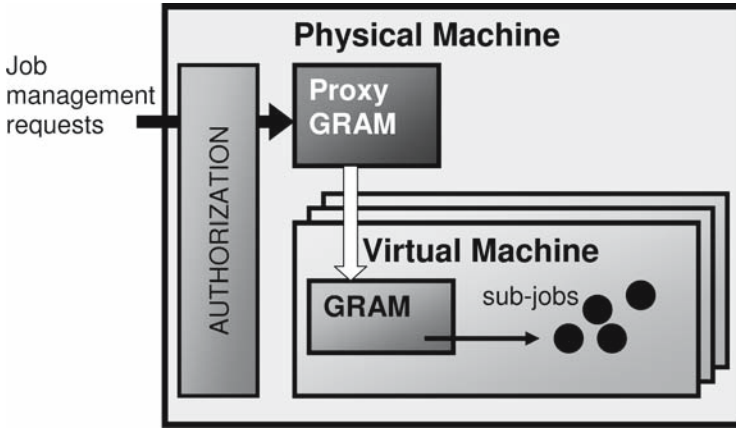 Physical Machine
Job
management
requests
AUTHORIZATION
Proxy
GRAM
Virtual Machine
GRAM
sub-jobs